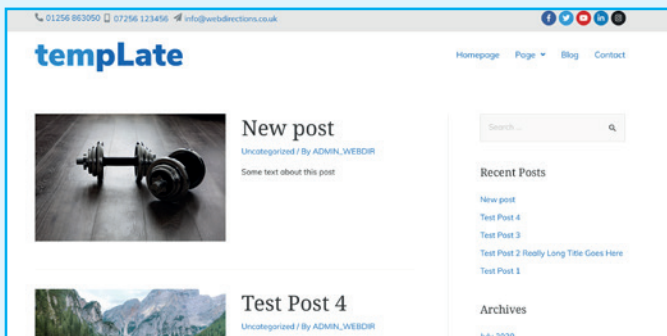 01256 863050 07256 123456 info@webdirections.co.uk
tempLate
Homepage Page Blog Contact
New post
Uncategorized / By ADMIN_WEBDIR
Some text about this post
Test Post 4
Uncategorized / By ADMIN_WEBDIR
Search ...
Recent Posts
New post
Test Post 4
Test Post 3
Test Post 2 Really Long Title Goes Here
Test Post 1
Archives